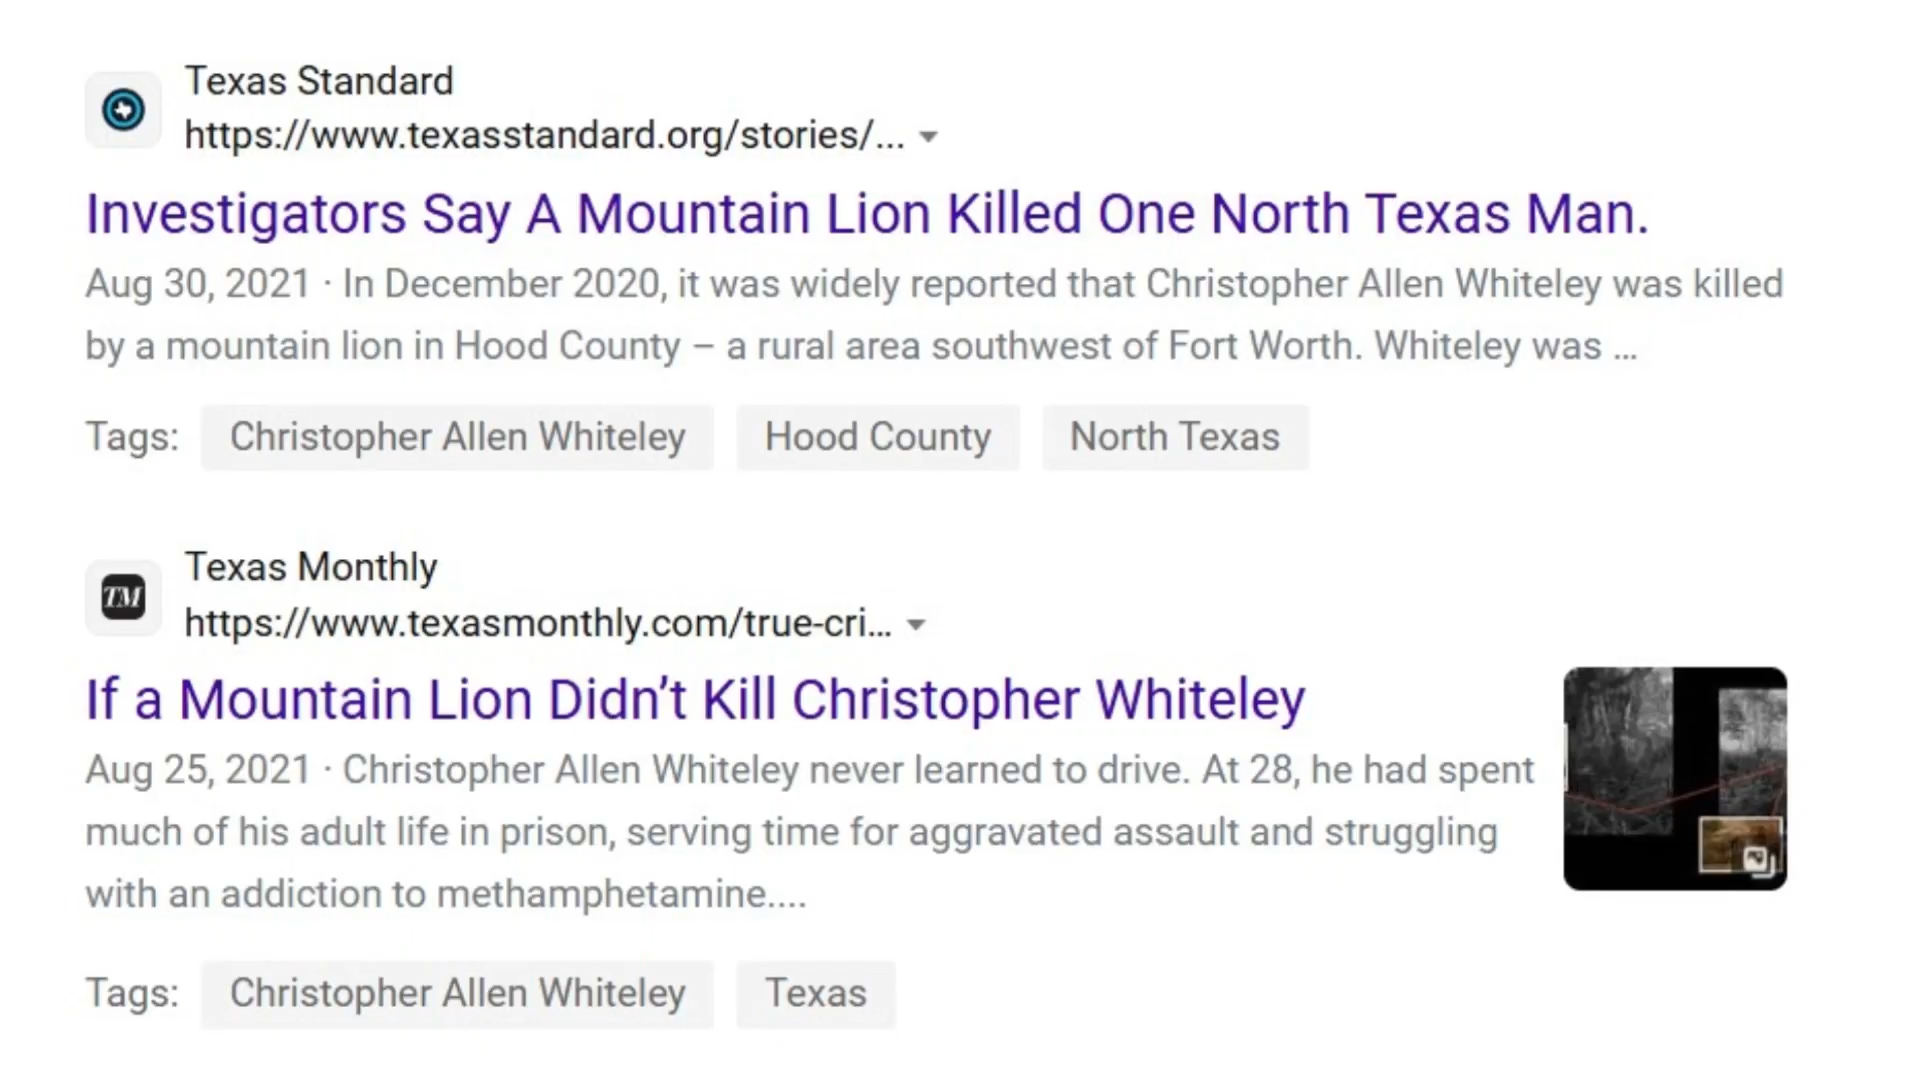 Texas Standard
https://www.texasstandard.org/stories/...
Investigators Say A Mountain Lion Killed One North Texas Man.
Aug 30, 2021 · In December 2020, it was widely reported that Christopher Allen Whiteley was killed
by a mountain lion in Hood County – a rural area southwest of Fort Worth. Whiteley was ...
Tags: Christopher Allen Whiteley Hood County North Texas
TM
Texas Monthly
https://www.texasmonthly.com/true-cri...
If a Mountain Lion Didn’t Kill Christopher Whiteley
Aug 25, 2021 · Christopher Allen Whiteley never learned to drive. At 28, he had spent
much of his adult life in prison, serving time for aggravated assault and struggling
with an addiction to methamphetamine....
Tags: Christopher Allen Whiteley Texas